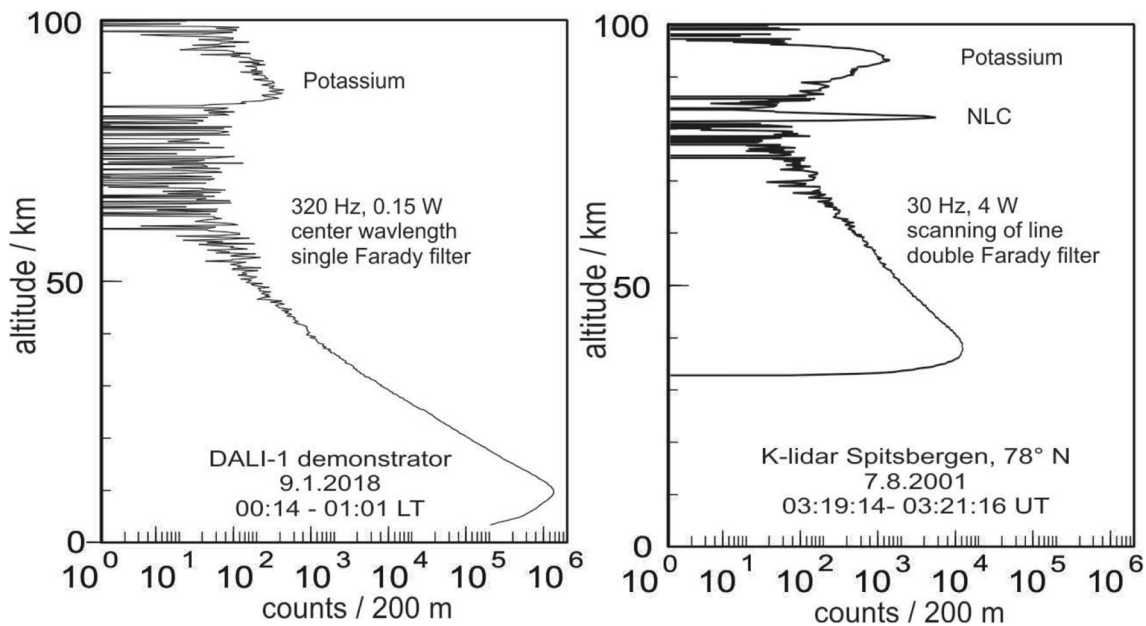 100
50
0
altitude / km
Potassium
320 Hz, 0.15 W
center wavlength
single Farady filter
DALI-1 demonstrator
9.1.2018
00:14 - 01:01 LT
10 0 10 1 10 2 10 3 10 4 10 5 10 6
counts / 200 m
100
50
0
altitude / km
Potassium
NLC
30 Hz, 4 W
scanning of line
double Farady filter
K-lidar Spitsbergen, 78° N
7.8.2001
03:19:14- 03:21:16 UT
10 0 10 1 10 2 10 3 10 4 10 5 10 6
counts / 200 m